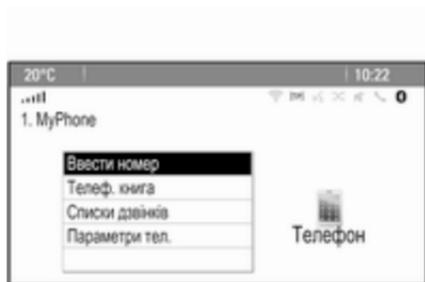 20°C 10:22
1. MyPhone
Ввести номер
Телеф. книга
Списки дзвінків
Параметри тел.
Телефон